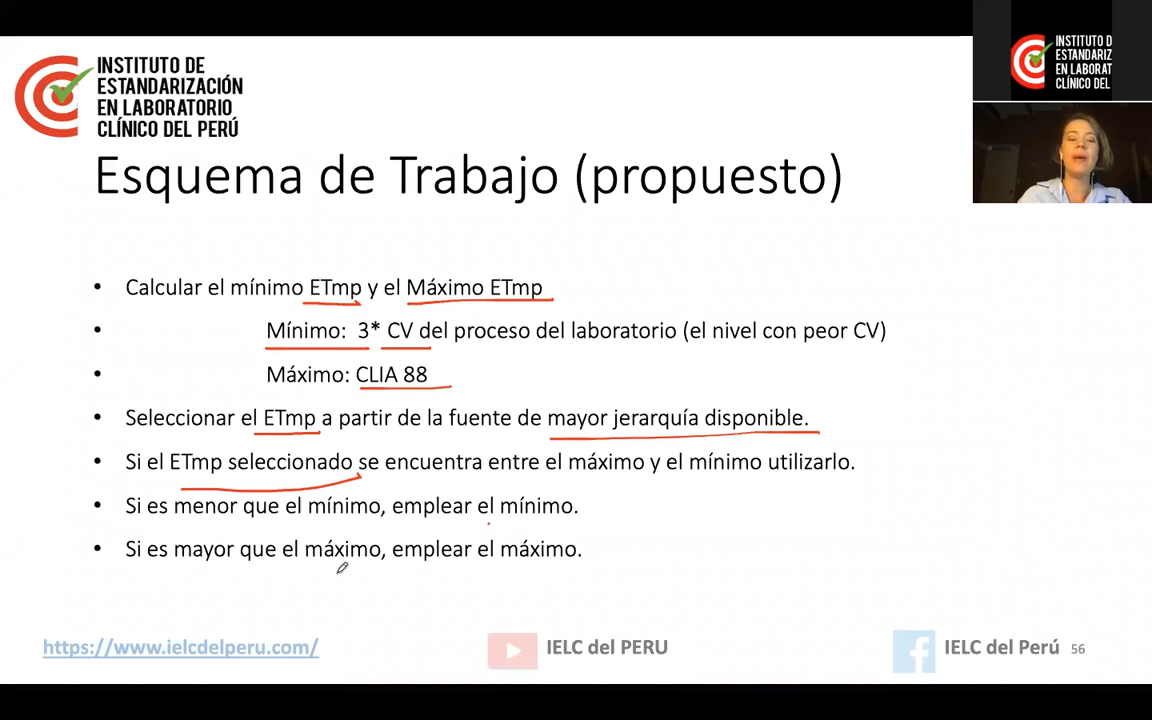 INSTITUTO DE
ESTANDARIZACIÓN
EN LABORATORIO
CLÍNICO DEL PERÚ
INSTITUTO D
ESTANDARIZ
EN LABORAT
CLÍNICO DEL
Esquema de Trabajo (propuesto)
• Calcular el mínimo ETmp y el Máximo ETmp
• Mínimo: 3* CV del proceso del laboratorio (el nivel con peor CV)
• Máximo: CLIA 88
• Seleccionar el ETmp a partir de la fuente de mayor jerarquía disponible.
• Si el ETmp seleccionado se encuentra entre el máximo y el mínimo utilizarlo.
• Si es menor que el mínimo, emplear el mínimo.
• Si es mayor que el máximo, emplear el máximo.
https://www.ielcdelperu.com/
IELC del PERU
IELC del Perú
56